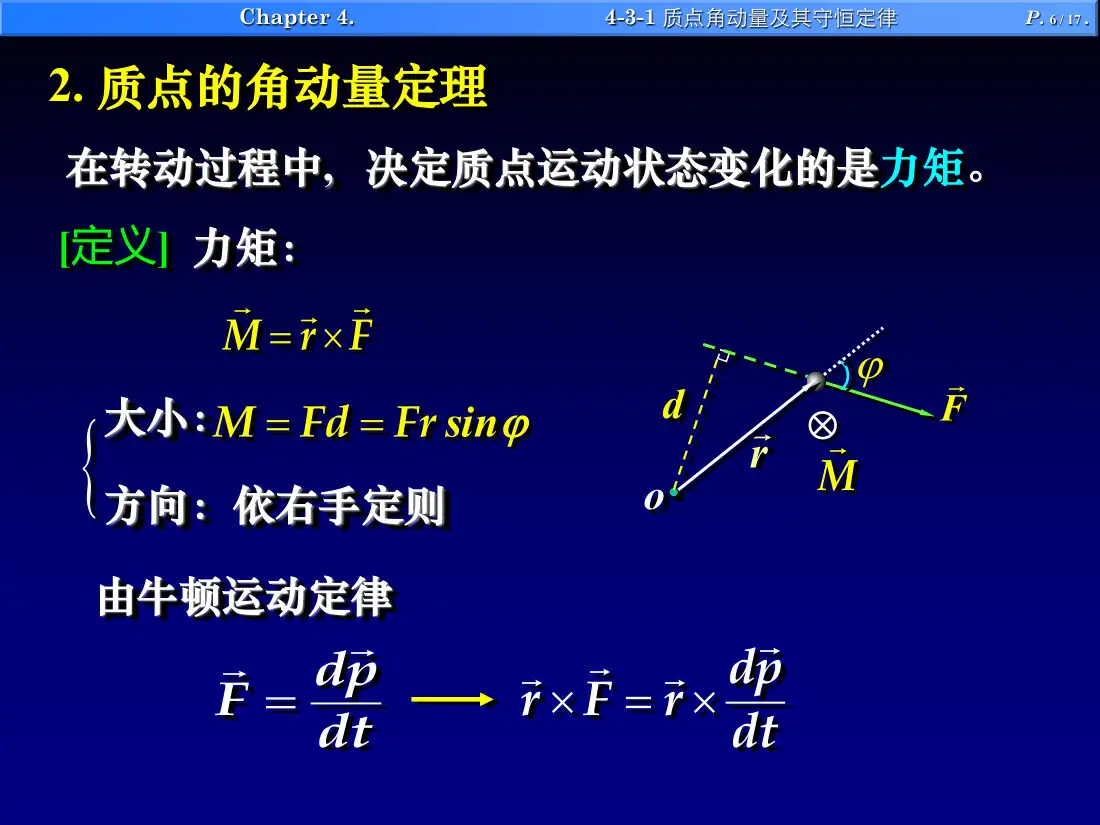 Chapter 4. 4-3-1 质点角动量及其守恒定律 P. 6 / 17 .
2. 质点的角动量定理
在转动过程中，决定质点运动状态变化的是力矩。
[定义] 力矩：
M⃗ = r⃗ × F⃗
大小：M = Fd = Fr sinφ
方向：依右手定则
d
φ
F⃗
r⃗
M⃗
o
由牛顿运动定律
F⃗ = dp⃗/dt ⟶ r⃗ × F⃗ = r⃗ × dp⃗/dt